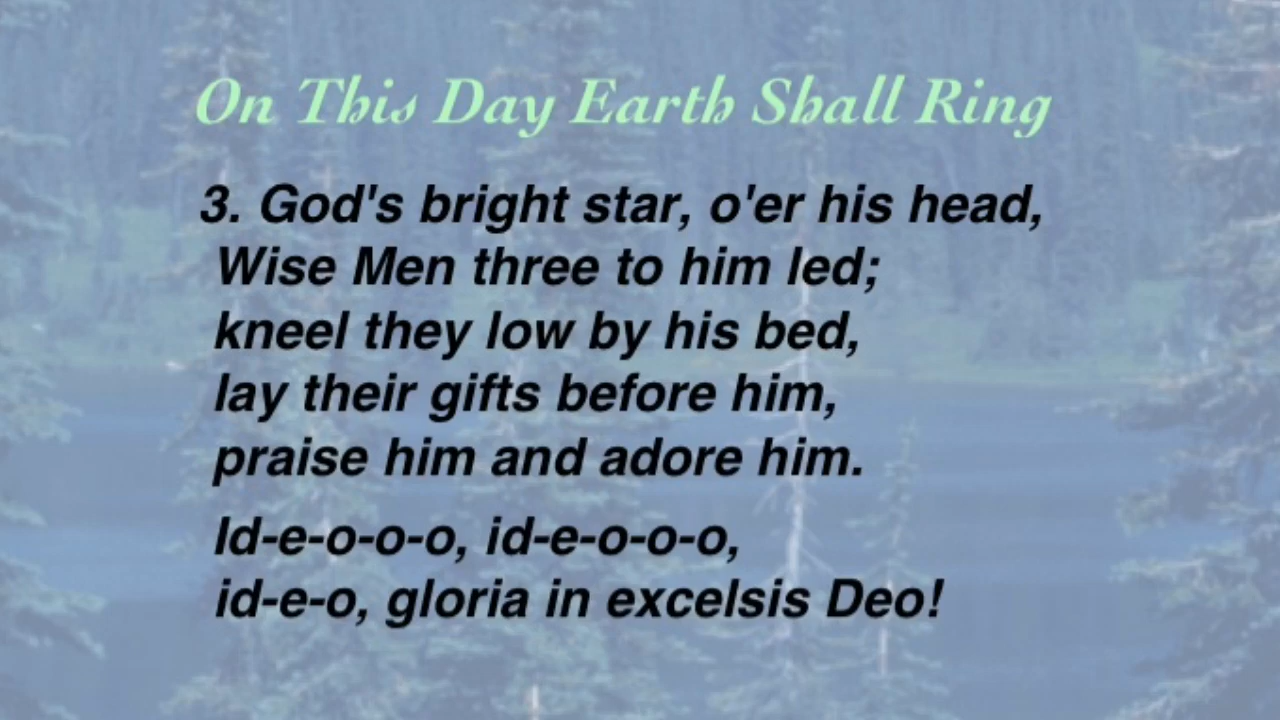 On This Day Earth Shall Ring
3. God's bright star, o'er his head,
Wise Men three to him led;
kneel they low by his bed,
lay their gifts before him,
praise him and adore him.
Id-e-o-o-o, id-e-o-o-o,
id-e-o, gloria in excelsis Deo!